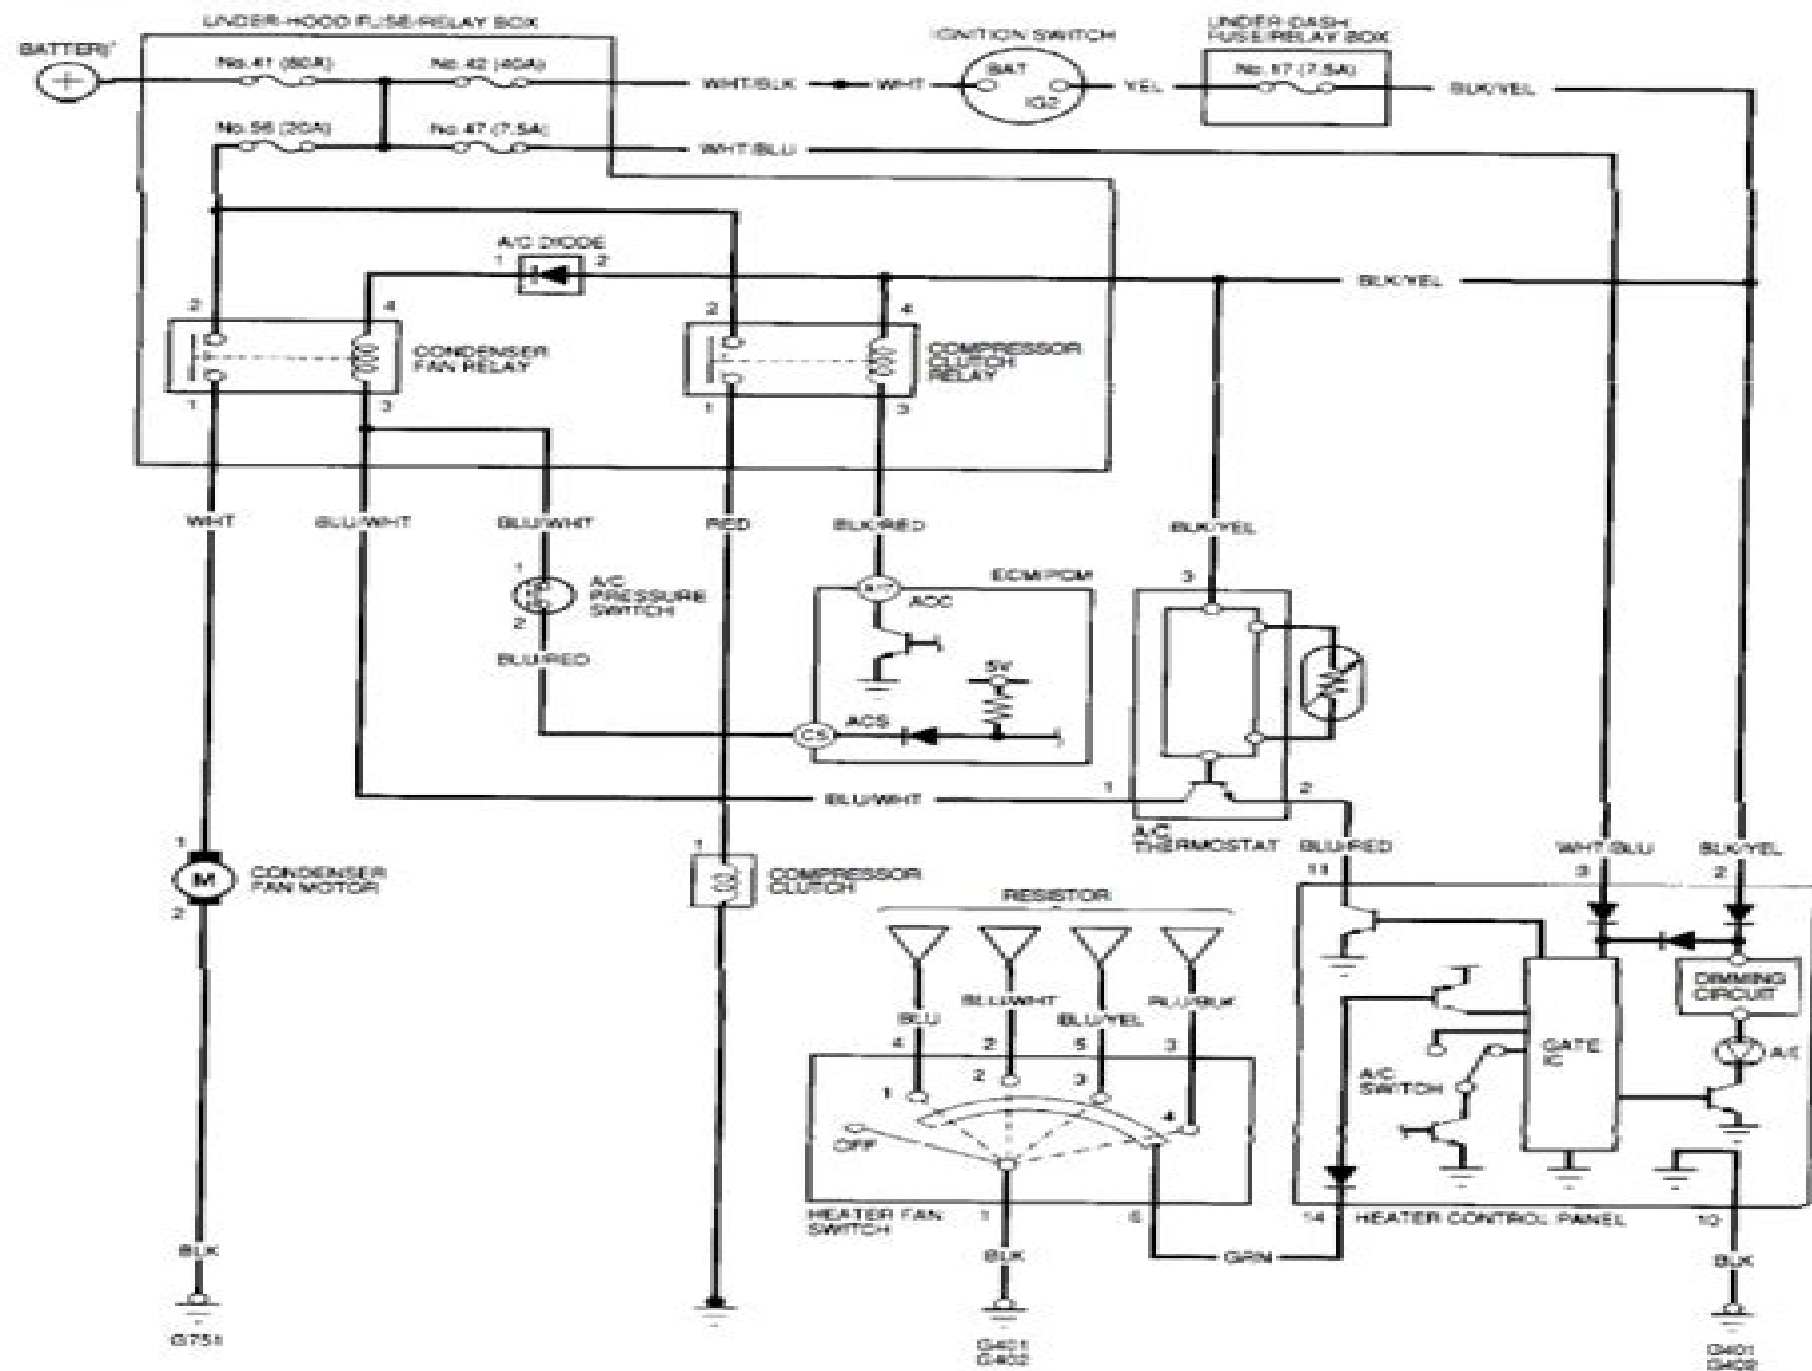 UNDER-HOOD FUSE/RELAY BOX
BATTERY
No.41 (80A)
No.42 (40A)
No.56 (20A)
No.47 (7.5A)
WHT/BLK
WHT
IGNITION SWITCH
BAT
IG2
YEL
UNDER-DASH
FUSE/RELAY BOX
No.17 (7.5A)
BLK/YEL
WHT/BLU
A/C DIODE
1
2
BLK/YEL
2
4
CONDENSER
FAN RELAY
1
3
2
4
COMPRESSOR
CLUTCH
RELAY
1
3
WHT
BLU/WHT
BLU/WHT
RED
BLK/RED
BLK/YEL
1
A/C
PRESSURE
SWITCH
2
BLU/RED
ECM/PCM
ACC
5V
ACS
C5
3
BLU/WHT
1
2
A/C
THERMOSTAT
BLU/RED
11
WHT/BLU
3
BLK/YEL
2
1
M
2
CONDENSER
FAN MOTOR
1
COMPRESSOR
CLUTCH
RESISTOR
BLU
BLU/WHT
BLU/YEL
BLU/BLK
4
2
5
3
1
2
3
4
OFF
HEATER FAN
SWITCH
1
6
BLK
GRN
G401
G402
DIMMING
CIRCUIT
GATE
IC
A/C
SWITCH
14
HEATER CONTROL PANEL
10
BLK
G401
G402
BLK
G751